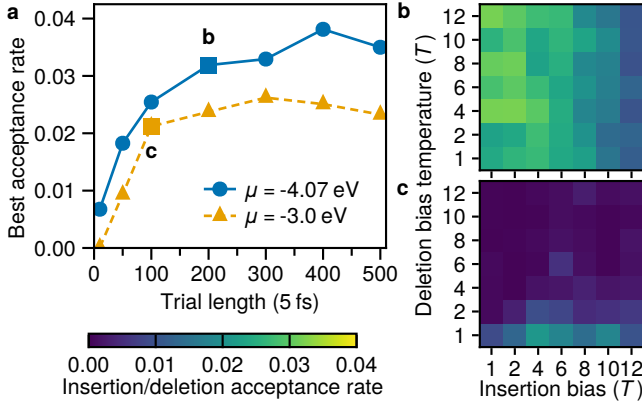 a
0.04
0.03
0.02
0.01
0.00
Best acceptance rate
b
c
μ = -4.07 eV
μ = -3.0 eV
0 100 200 300 400 500
Trial length (5 fs)
0.00 0.01 0.02 0.03 0.04
Insertion/deletion acceptance rate
b
12
10
8
6
4
2
1
c
12
10
8
6
4
2
1
Deletion bias temperature (T)
1 2 4 6 8 10 12
Insertion bias (T)